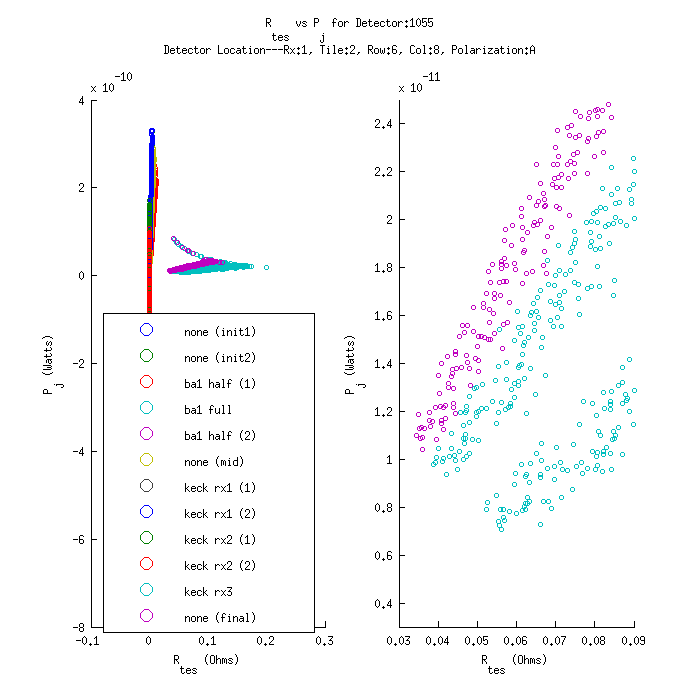 R tes vs P j for Detector:1055
Detector Location---Rx:1, Tile:2, Row:6, Col:8, Polarization:A
x 10 -10
4
2
0
-2
-4
-6
-8
-0.1 0 0.1 0.2 0.3
P j (Watts)
R tes (Ohms)
none (init1)
none (init2)
ba1 half (1)
ba1 full
ba1 half (2)
none (mid)
keck rx1 (1)
keck rx1 (2)
keck rx2 (1)
keck rx2 (2)
keck rx3
none (final)
x 10 -11
2.4
2.2
2
1.8
1.6
1.4
1.2
1
0.8
0.6
0.4
0.03 0.04 0.05 0.06 0.07 0.08 0.09
P j (Watts)
R tes (Ohms)